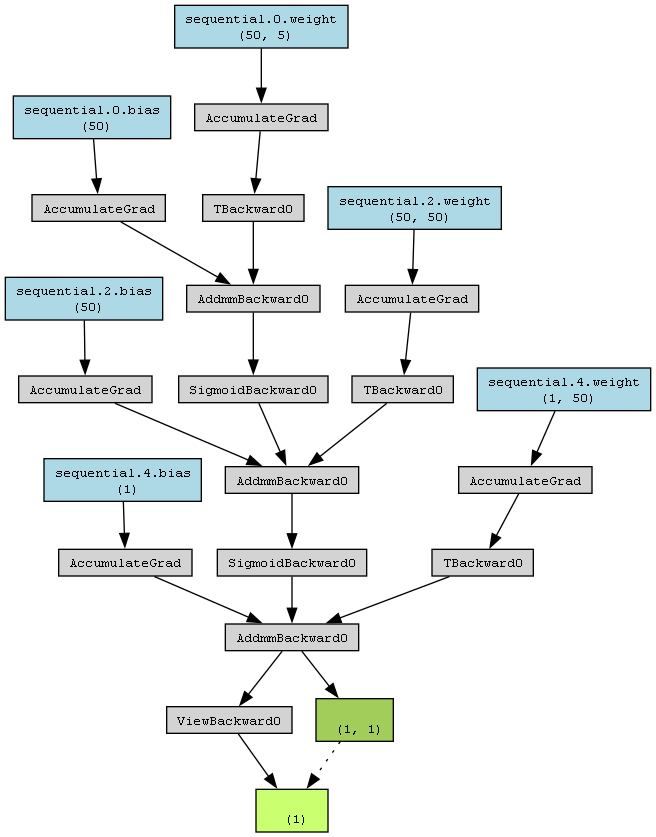 sequential.0.weight
(50, 5)
sequential.0.bias
(50)
AccumulateGrad
AccumulateGrad
TBackward0
sequential.2.weight
(50, 50)
sequential.2.bias
(50)
AddmmBackward0
AccumulateGrad
AccumulateGrad
SigmoidBackward0
TBackward0
sequential.4.weight
(1, 50)
sequential.4.bias
(1)
AddmmBackward0
AccumulateGrad
AccumulateGrad
SigmoidBackward0
TBackward0
AddmmBackward0
ViewBackward0
(1, 1)
(1)